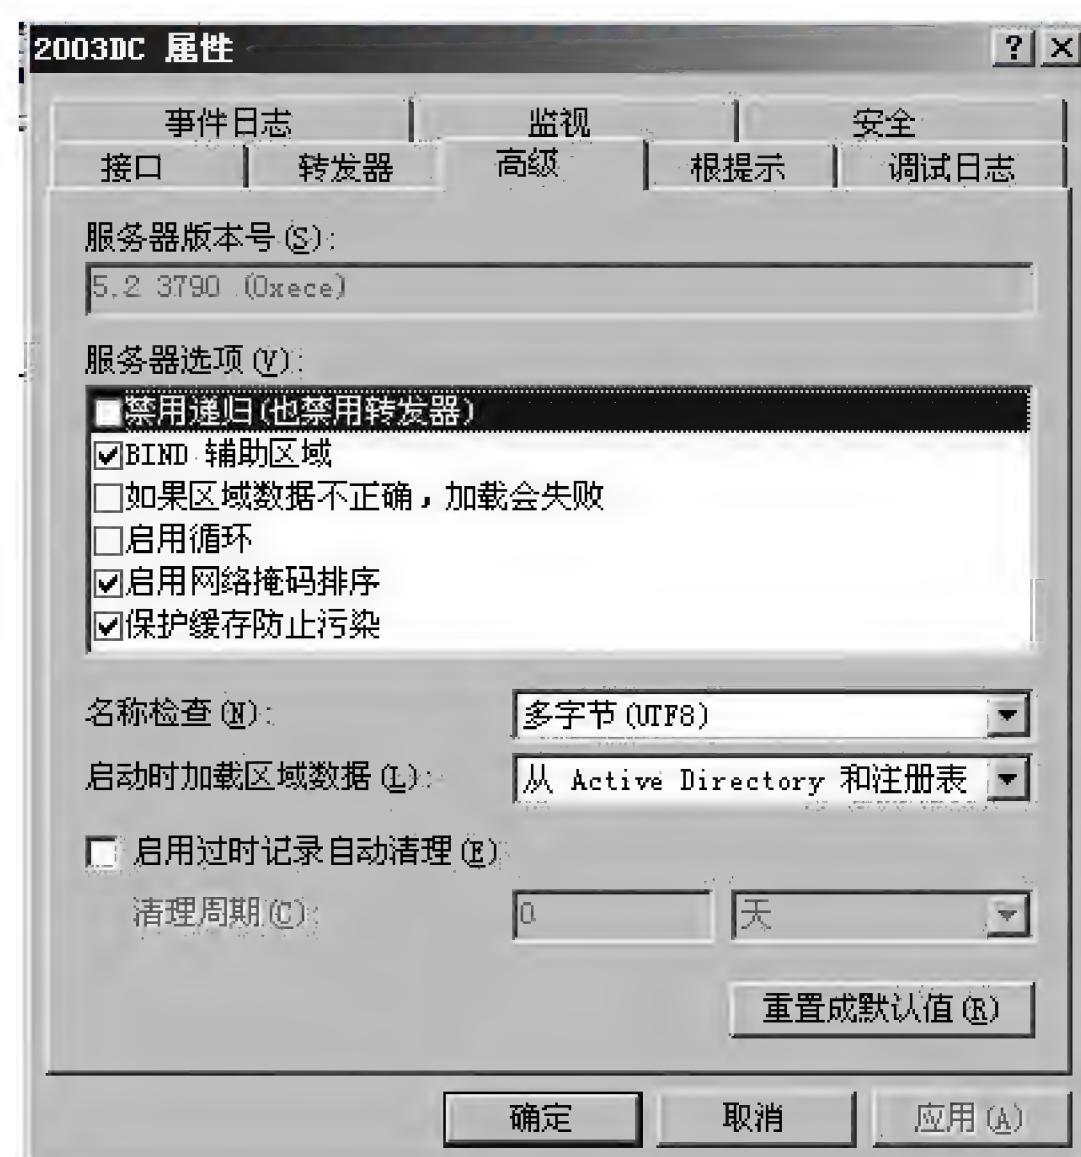 2003DC 属性
事件日志 监视 安全
接口 转发器 高级 根提示 调试日志
服务器版本号(S):
5.2 3790 (0xece)
服务器选项(V):
禁用递归(也禁用转发器)
BIND 辅助区域
如果区域数据不正确，加载会失败
启用循环
启用网络掩码排序
保护缓存防止污染
名称检查(N): 多字节(UTF8)
启动时加载区域数据(L): 从 Active Directory 和注册表
启用过时记录自动清理(E)
清理周期(C): 0 天
重置成默认值(R)
确定 取消 应用(A)